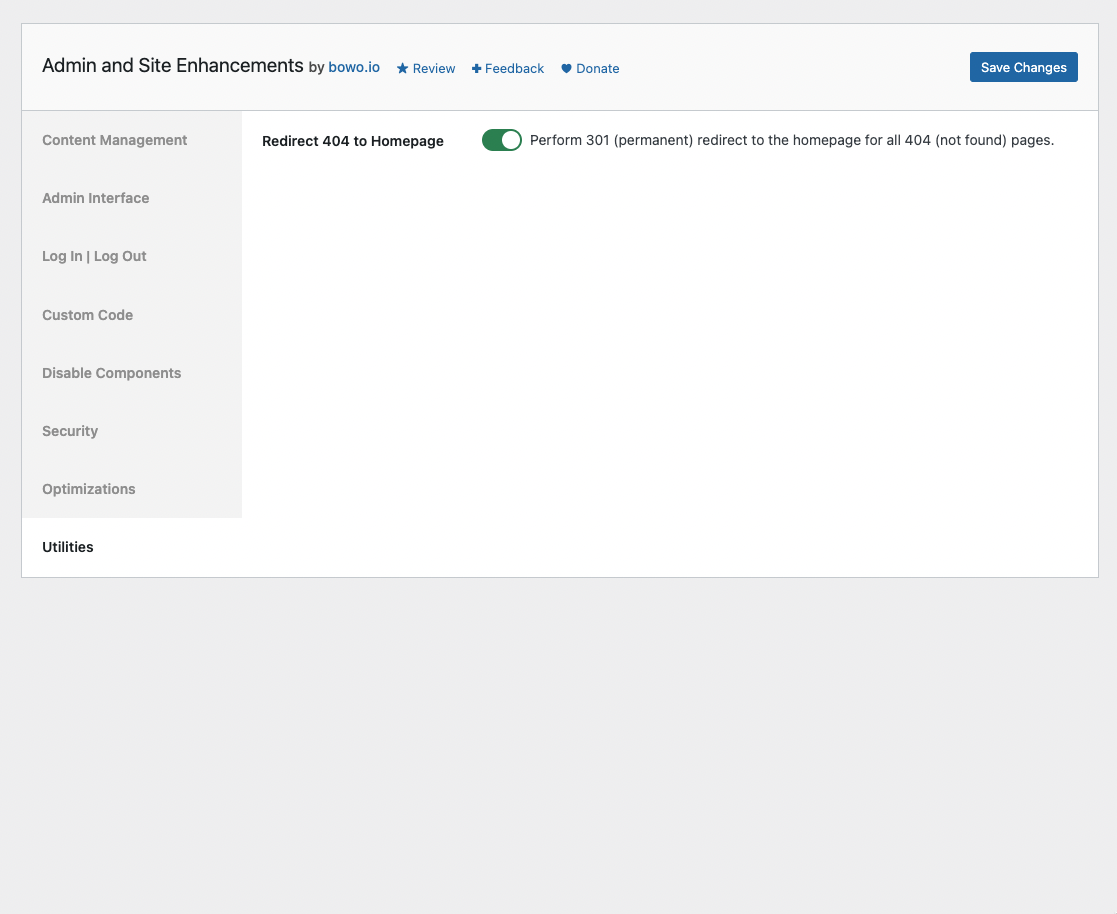 Admin and Site Enhancements by bowo.io Review Feedback Donate
Save Changes
Content Management
Admin Interface
Log In | Log Out
Custom Code
Disable Components
Security
Optimizations
Utilities
Redirect 404 to Homepage
Perform 301 (permanent) redirect to the homepage for all 404 (not found) pages.